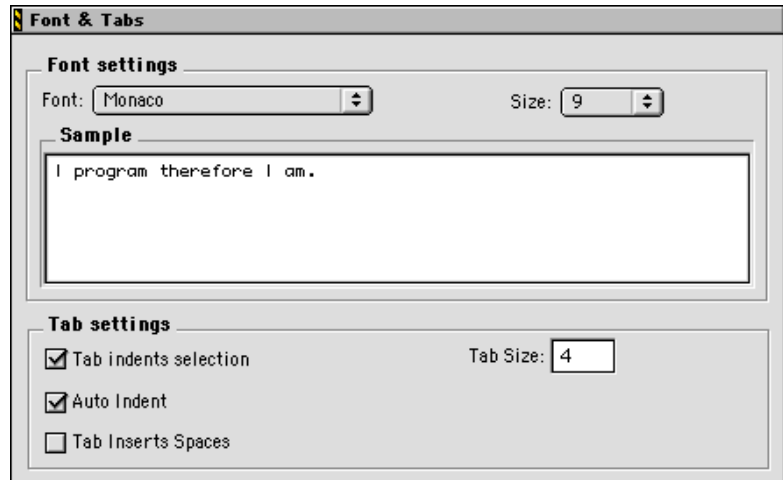 Font & Tabs
Font settings
Font: Monaco Size: 9
Sample
I program therefore I am.
Tab settings
Tab indents selection Tab Size: 4
Auto Indent
Tab Inserts Spaces